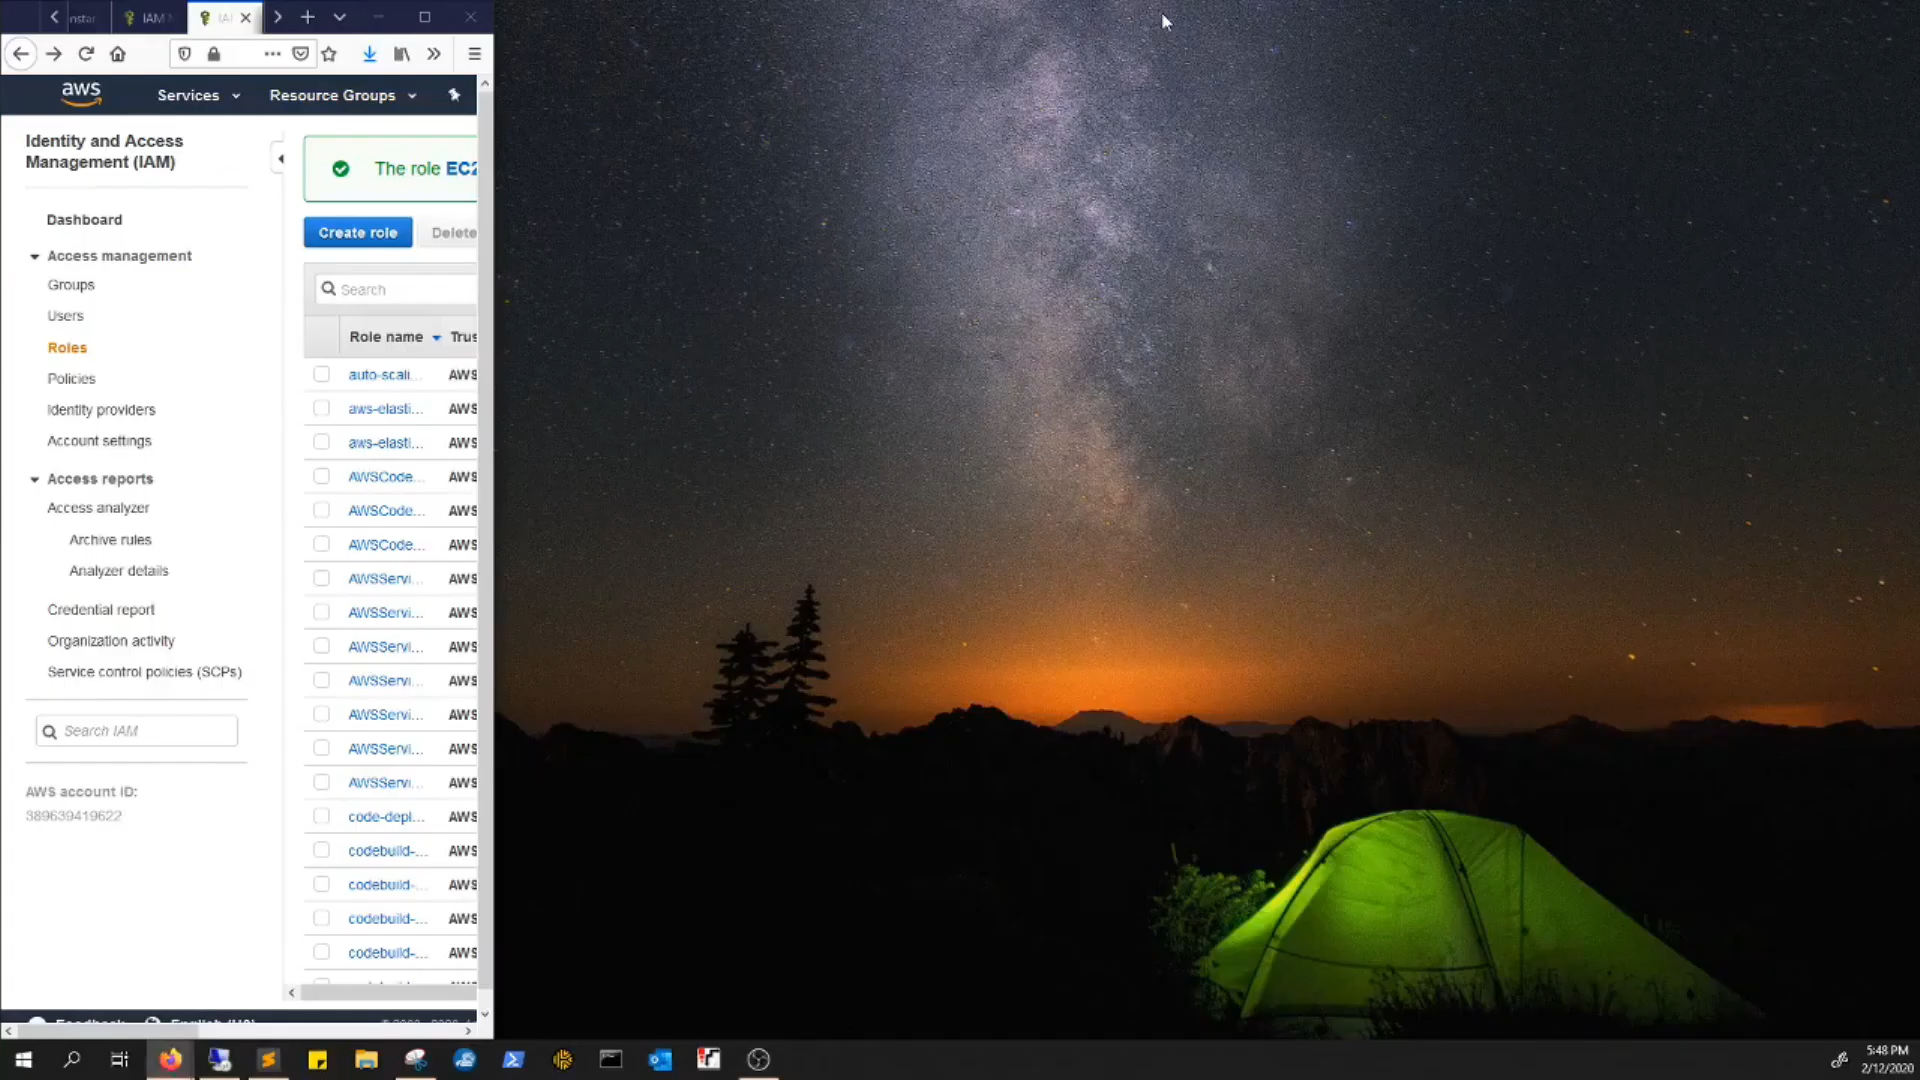 nstar
IAM
aws
Services
Resource Groups
Identity and Access
Management (IAM)
The role EC2
Create role
Delete
Dashboard
Search
Access management
Groups
Role name
Trus
Users
Roles
auto-scali...
AWS
Policies
aws-elasti...
AWS
Identity providers
aws-elasti...
AWS
Account settings
AWSCode...
AWS
Access reports
Access analyzer
AWSCode...
AWS
Archive rules
AWSCode...
AWS
Analyzer details
AWSServi...
AWS
Credential report
AWSServi...
AWS
Organization activity
AWSServi...
AWS
Service control policies (SCPs)
AWSServi...
AWS
Search IAM
AWSServi...
AWS
AWSServi...
AWS
AWS account ID:
AWSServi...
AWS
389639419622
code-depl...
AWS
codebuild-...
AWS
codebuild-...
AWS
codebuild-...
AWS
codebuild-...
AWS
5:48 PM
2/12/2020